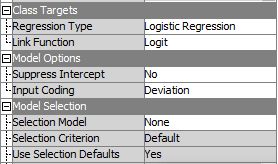 Class Targets
Regression Type Logistic Regression
Link Function Logit
Model Options
Suppress Intercept No
Input Coding Deviation
Model Selection
Selection Model None
Selection Criterion Default
Use Selection Defaults Yes